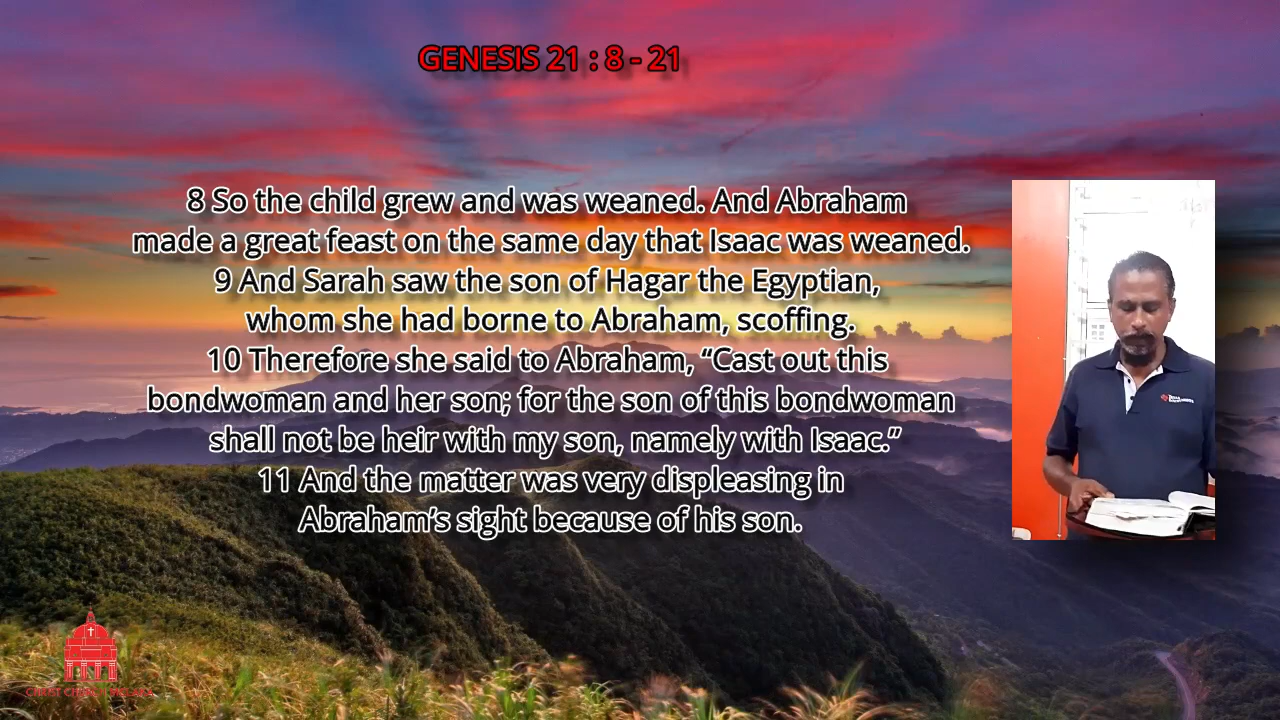 GENESIS 21 : 8 - 21
8 So the child grew and was weaned. And Abraham
made a great feast on the same day that Isaac was weaned.
9 And Sarah saw the son of Hagar the Egyptian,
whom she had borne to Abraham, scoffing.
10 Therefore she said to Abraham, “Cast out this
bondwoman and her son; for the son of this bondwoman
shall not be heir with my son, namely with Isaac.”
11 And the matter was very displeasing in
Abraham’s sight because of his son.
CHRIST CHURCH